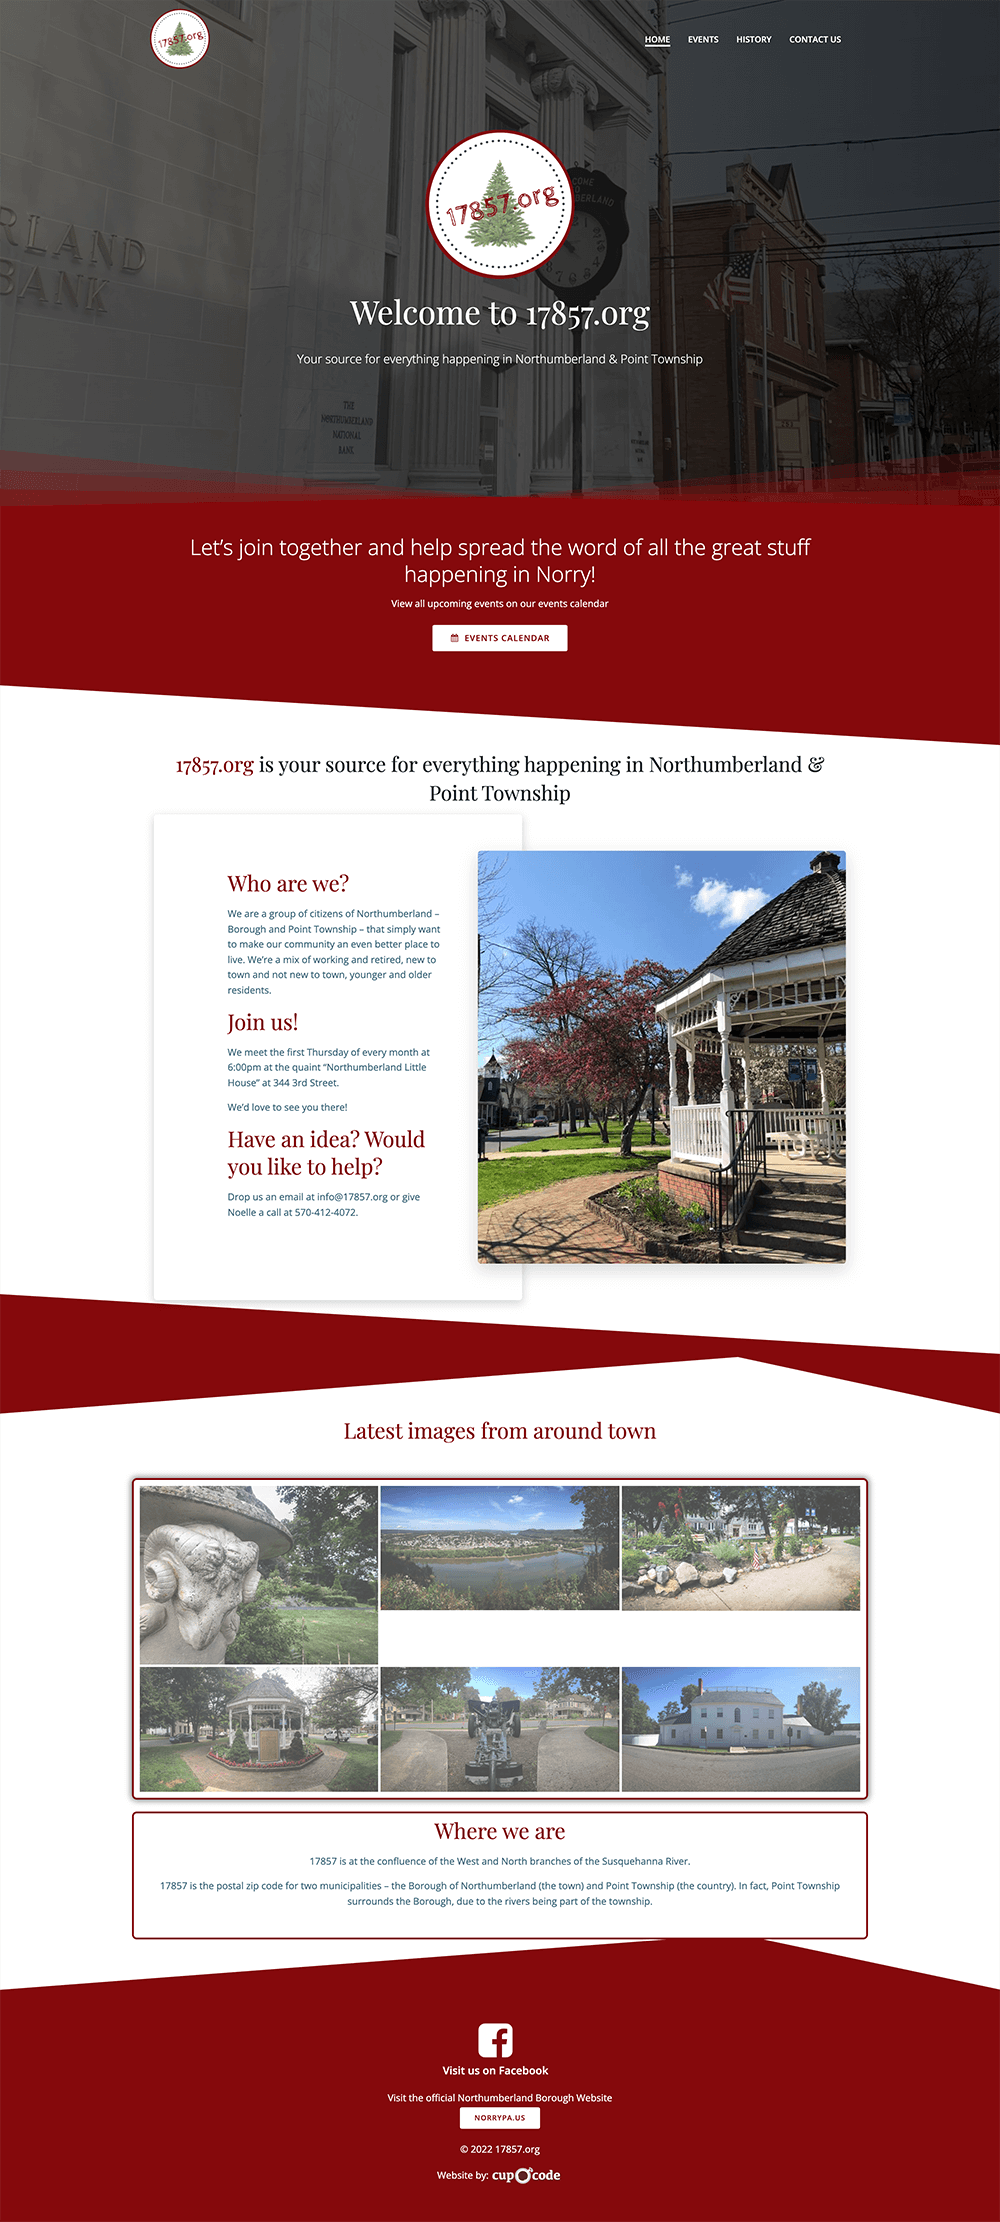 17857.org
HOME EVENTS HISTORY CONTACT US
RLAND
BANK
17857.org
THE
NORTHUMBERLAND
NATIONAL
BANK
Welcome to 17857.org
Your source for everything happening in Northumberland & Point Township
Let's join together and help spread the word of all the great stuff
happening in Norry!
View all upcoming events on our events calendar
EVENTS CALENDAR
17857.org is your source for everything happening in Northumberland &
Point Township
Who are we?
We are a group of citizens of Northumberland –
Borough and Point Township – that simply want
to make our community an even better place to
live. We're a mix of working and retired, new to
town and not new to town, younger and older
residents.
Join us!
We meet the first Thursday of every month at
6:00pm at the quaint "Northumberland Little
House" at 344 3rd Street.
We'd love to see you there!
Have an idea? Would
you like to help?
Drop us an email at info@17857.org or give
Noelle a call at 570-412-4072.
Latest images from around town
Where we are
17857 is at the confluence of the West and North branches of the Susquehanna River.
17857 is the postal zip code for two municipalities – the Borough of Northumberland (the town) and Point Township (the country). In fact, Point Township
surrounds the Borough, due to the rivers being part of the township.
Visit us on Facebook
Visit the official Northumberland Borough Website
NORRYPA.US
© 2022 17857.org
Website by: cup O' code